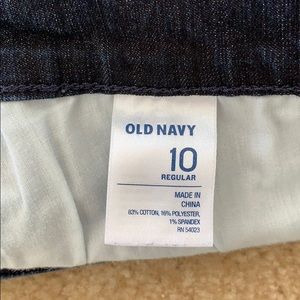 OLD NAVY
10
REGULAR
MADE IN
CHINA
83% COTTON, 16% POLYESTER,
1% SPANDEX
RN 54023